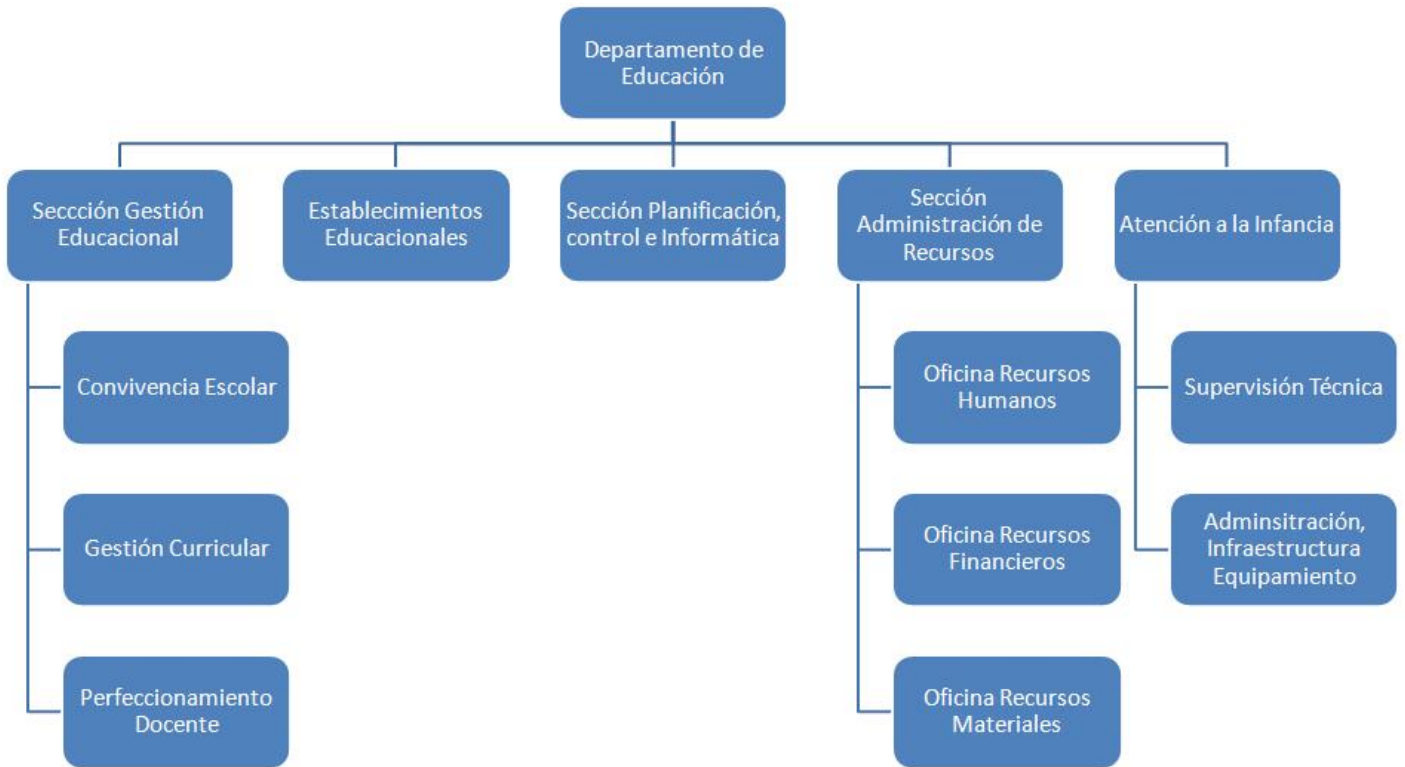 Departamento de
Educación
Seccción Gestión
Educacional
Establecimientos
Educacionales
Sección Planificación,
control e Informática
Sección
Administración de
Recursos
Atención a la Infancia
Convivencia Escolar
Gestión Curricular
Perfeccionamiento
Docente
Oficina Recursos
Humanos
Oficina Recursos
Financieros
Oficina Recursos
Materiales
Supervisión Técnica
Adminsitración,
Infraestructura
Equipamiento